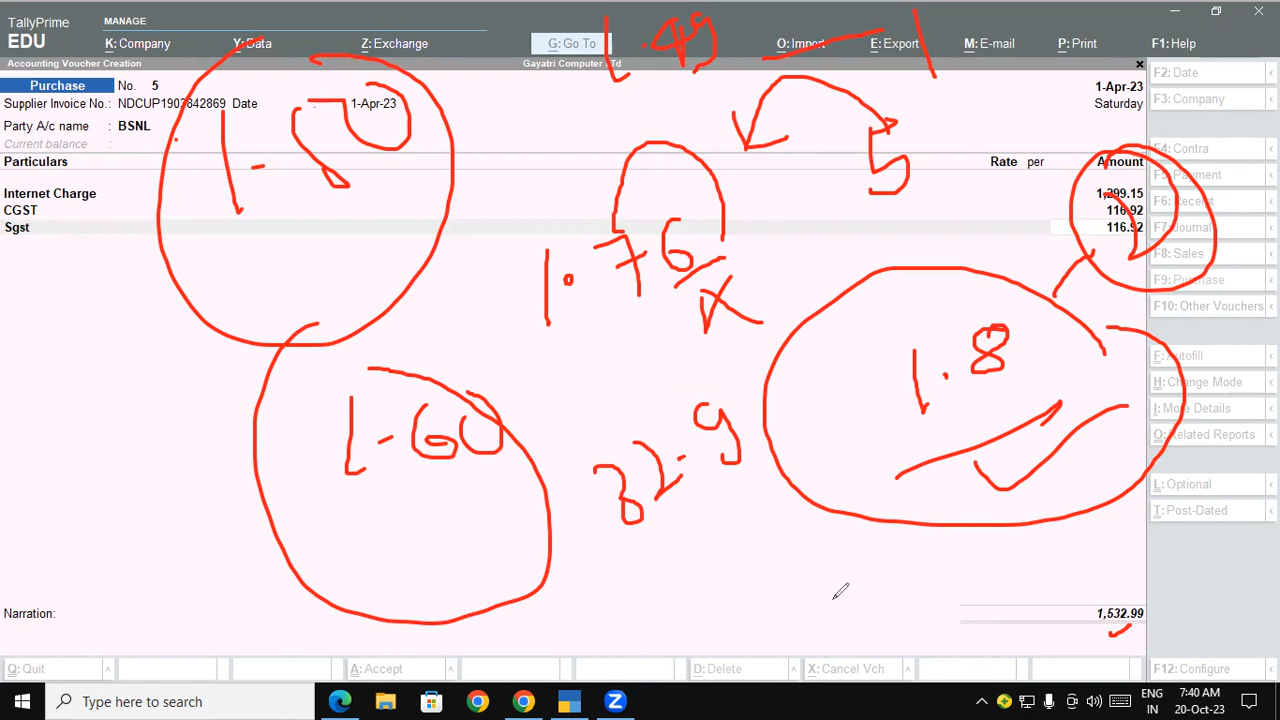 TallyPrime
EDU
MANAGE
K: Company
Y: Data
Z: Exchange
G: Go To
O: Import
E: Export
M: E-mail
P: Print
F1: Help
Accounting Voucher Creation
Gayatri Computer Ltd
Purchase No. 5
1-Apr-23
Saturday
Supplier Invoice No.: NDCUP1903842869 Date 1-Apr-23
Party A/c name : BSNL
Current balance :
Particulars Rate per Amount
Internet Charge 1,299.15
CGST 116.92
Sgst 116.92
Narration:
1,532.99
F2: Date
F3: Company
F4: Contra
F5: Payment
F6: Receipt
F7: Journal
F8: Sales
F9: Purchase
F10: Other Vouchers
F: Autofill
H: Change Mode
I: More Details
O: Related Reports
L: Optional
T: Post-Dated
F12: Configure
Q: Quit
A: Accept
D: Delete
X: Cancel Vch
1.49
5
1.76
1.8
1-60
32.9
Type here to search
ENG
IN
7:40 AM
20-Oct-23